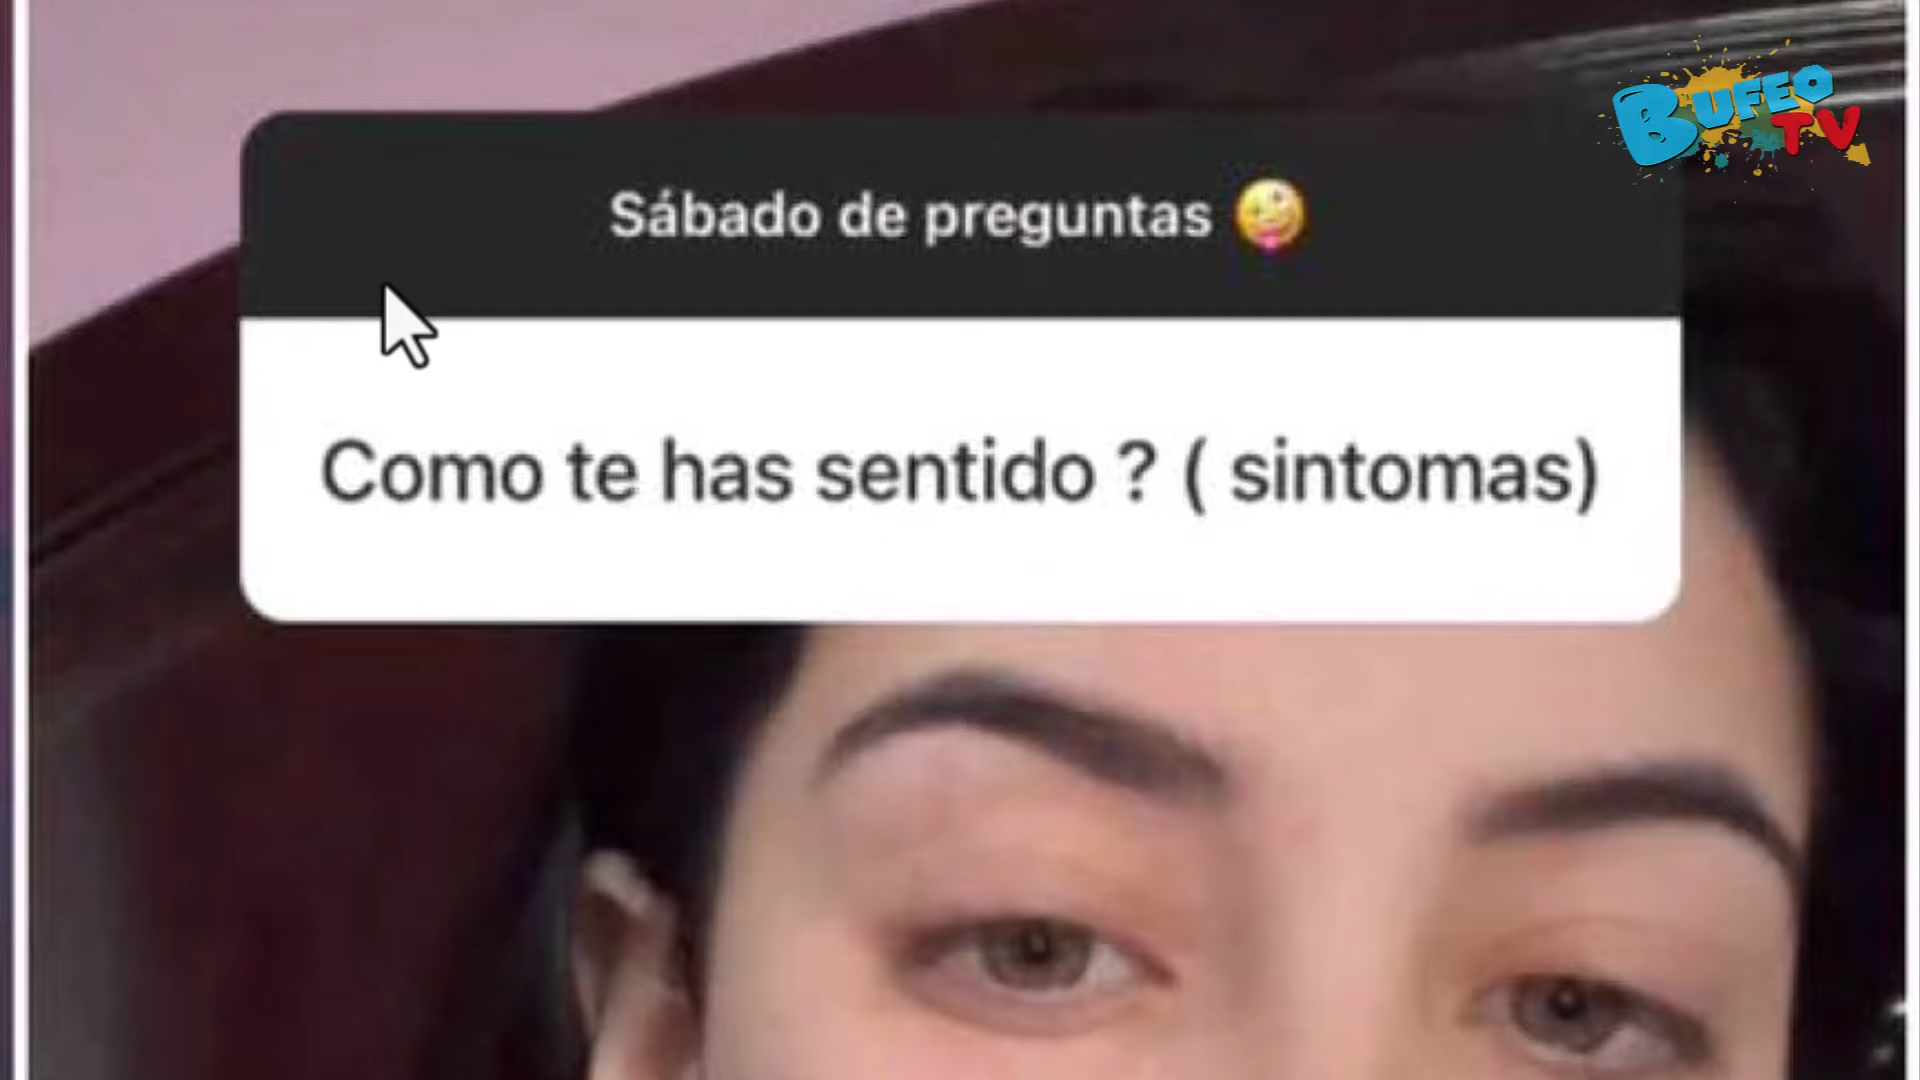 BUFEO
TV
Sábado de preguntas 🤪
Como te has sentido ? ( sintomas)